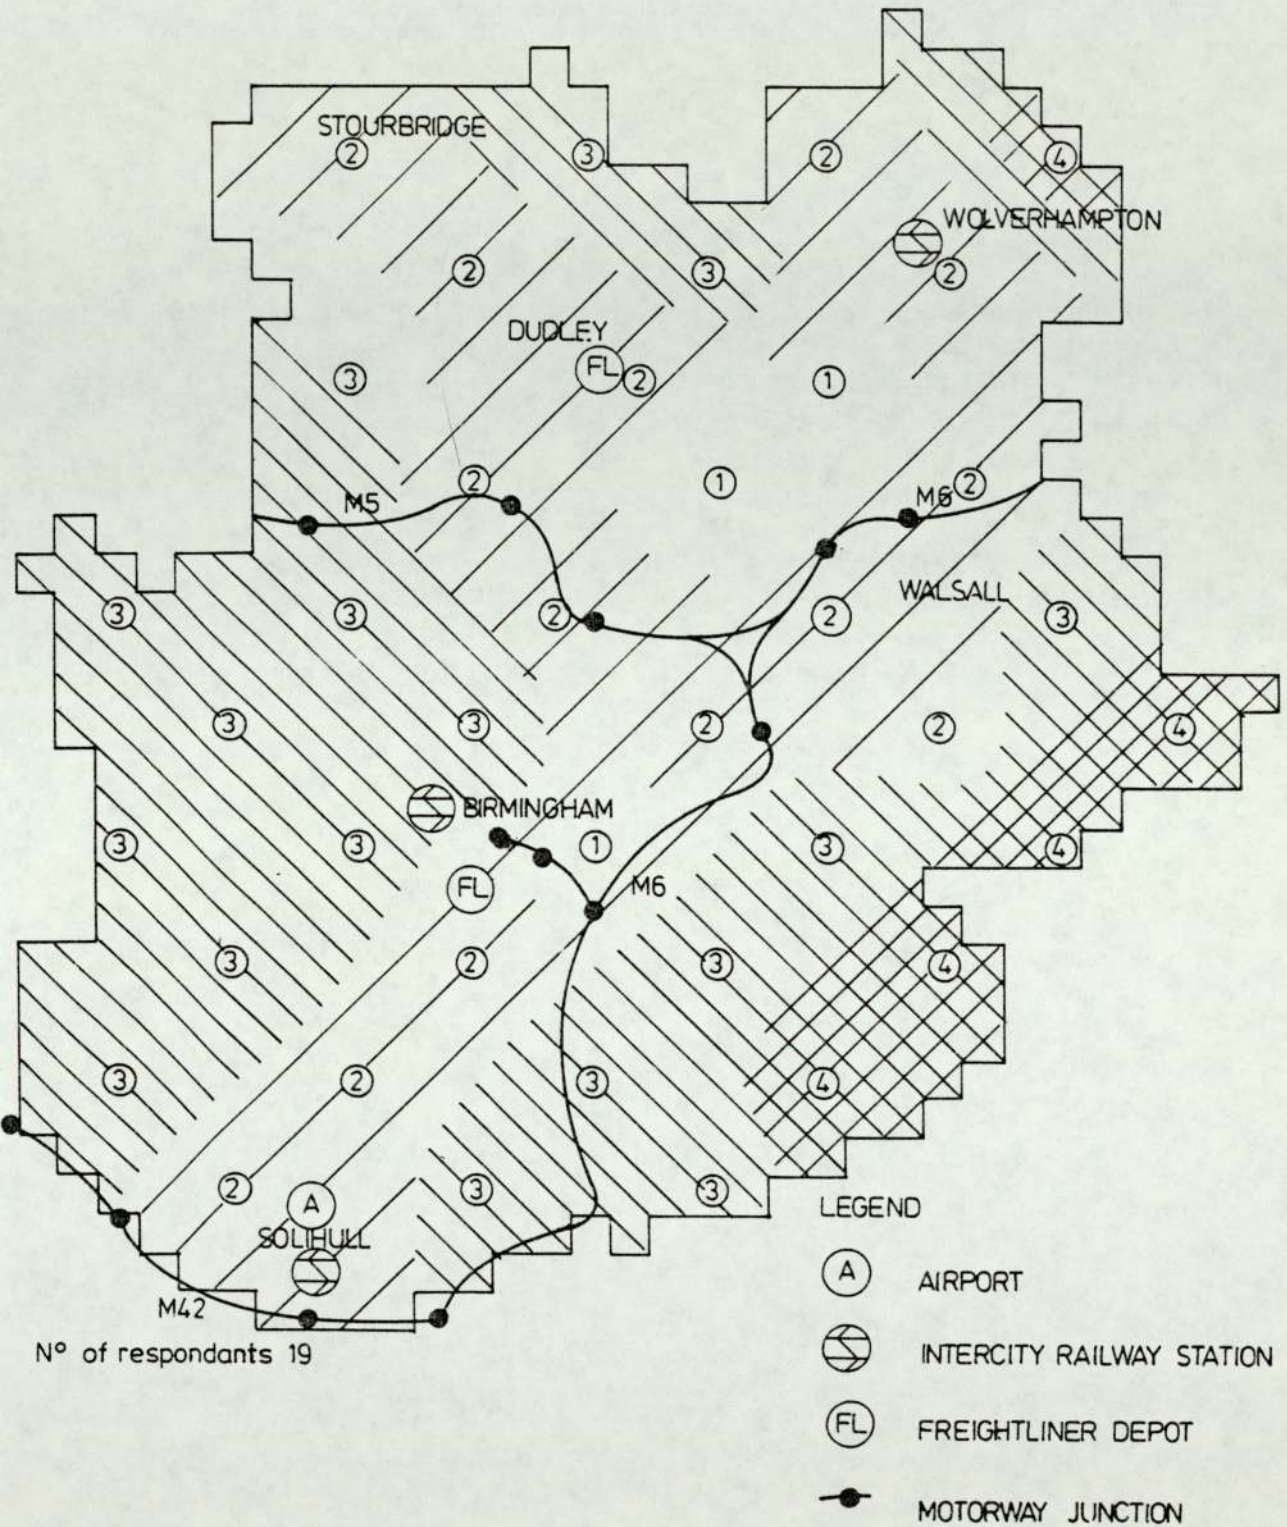 STOURBRIDGE
2
3
2
4
WOLVERHAMPTON
2
3
2
DUDLEY
FL
3
2
1
2
1
2
M5
M6
WALSALL
3
3
2
2
3
3
3
2
2
4
BIRMINGHAM
3
3
1
3
4
FL
M6
3
2
3
4
3
2
3
4
2
A
3
3
SOLIHULL
M42
Nº of respondants 19
LEGEND
A AIRPORT
INTERCITY RAILWAY STATION
FL FREIGHTLINER DEPOT
MOTORWAY JUNCTION